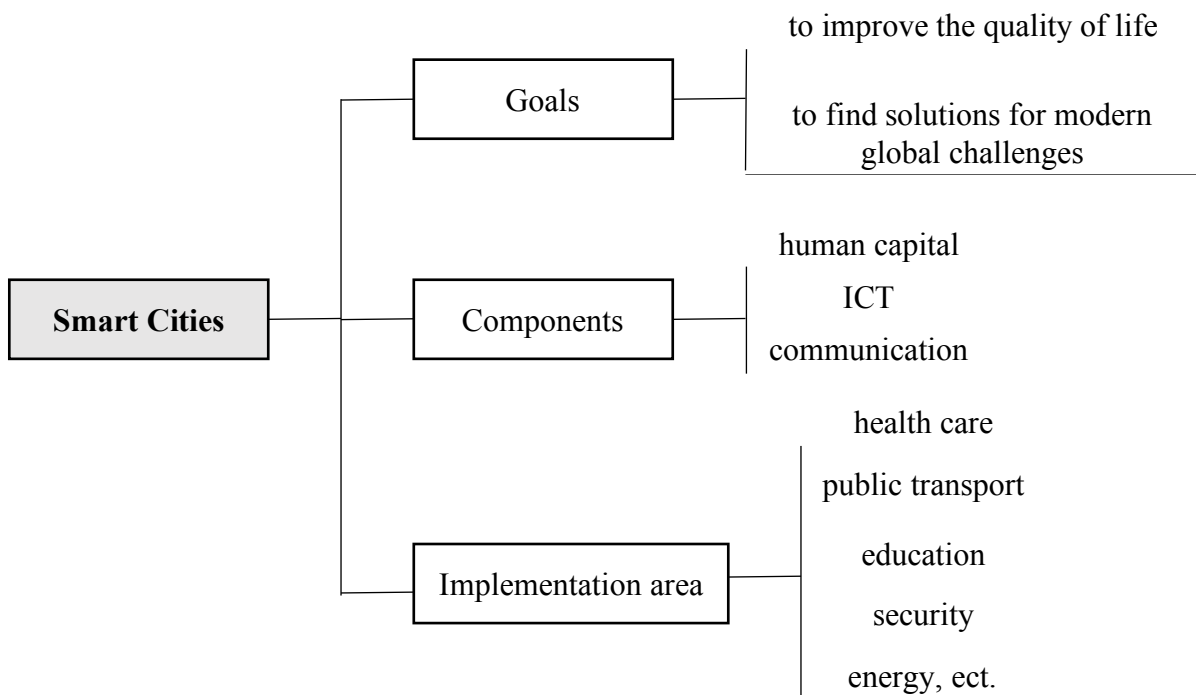 Smart Cities
Goals
to improve the quality of life
to find solutions for modern
global challenges
Components
human capital
ICT
communication
Implementation area
health care
public transport
education
security
energy, ect.